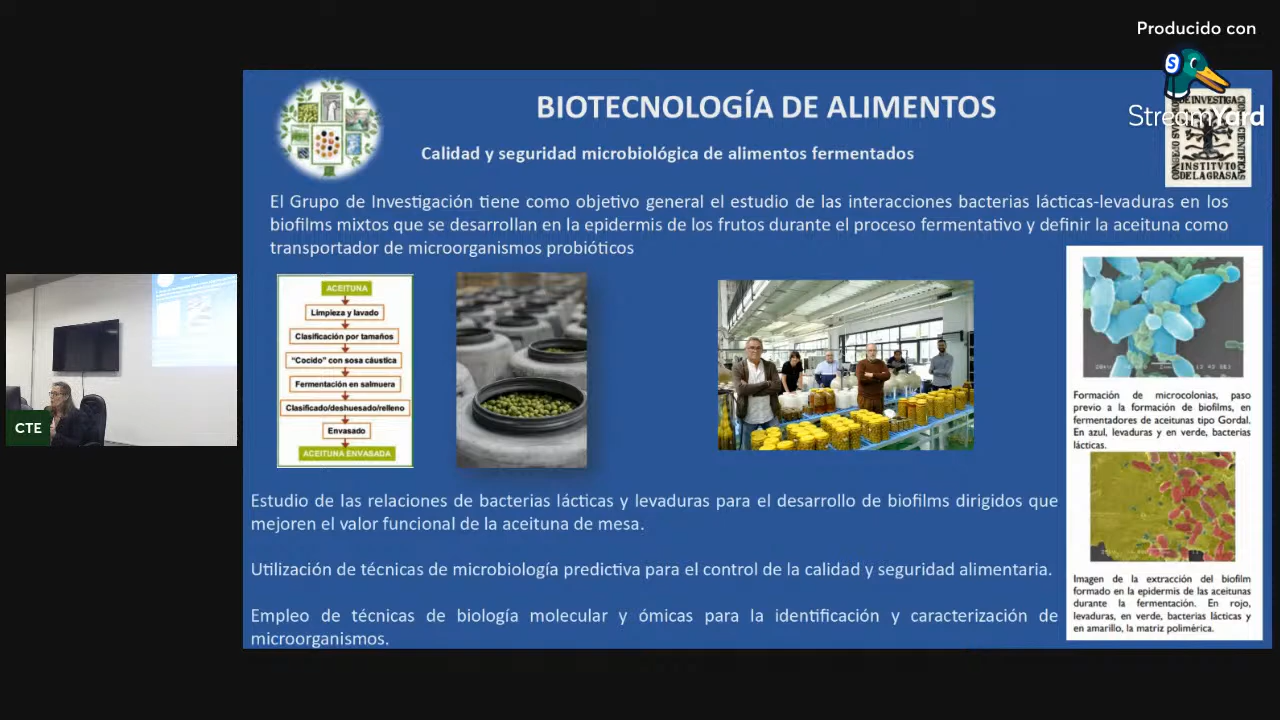 Producido con
StreamYard
BIOTECNOLOGÍA DE ALIMENTOS
Calidad y seguridad microbiológica de alimentos fermentados
INSTITVTO
DE LA GRASA
El Grupo de Investigación tiene como objetivo general el estudio de las interacciones bacterias lácticas-levaduras en los
biofilms mixtos que se desarrollan en la epidermis de los frutos durante el proceso fermentativo y definir la aceituna como
transportador de microorganismos probióticos
ACEITUNA
Limpieza y lavado
Clasificación por tamaños
"Cocido" con sosa cáustica
Fermentación en salmuera
Clasificado/deshuesado/relleno
Envasado
ACEITUNA ENVASADA
Formación de microcolonias, paso
previo a la formación de biofilms, en
fermentadores de aceitunas tipo Gordal.
En azul, levaduras y en verde, bacterias
lácticas.
Imagen de la extracción del biofilm
formado en la epidermis de las aceitunas
durante la fermentación. En rojo,
levaduras, en verde, bacterias lácticas y
en amarillo, la matriz polimérica.
CTE
Estudio de las relaciones de bacterias lácticas y levaduras para el desarrollo de biofilms dirigidos que
mejoren el valor funcional de la aceituna de mesa.
Utilización de técnicas de microbiología predictiva para el control de la calidad y seguridad alimentaria.
Empleo de técnicas de biología molecular y ómicas para la identificación y caracterización de
microorganismos.